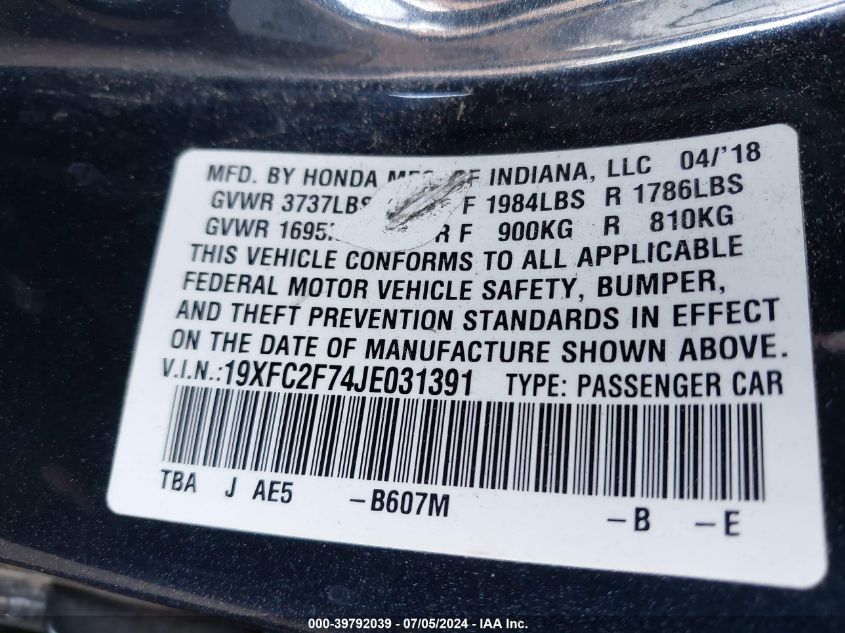 MFD. BY HONDA OF INDIANA, LLC 04/'18
GVWR 3737LBS F 1984LBS R 1786LBS
GVWR 1695 R F 900KG R 810KG
THIS VEHICLE CONFORMS TO ALL APPLICABLE
FEDERAL MOTOR VEHICLE SAFETY, BUMPER,
AND THEFT PREVENTION STANDARDS IN EFFECT
ON THE DATE OF MANUFACTURE SHOWN ABOVE.
V.I.N.:19XFC2F74JE031391 TYPE: PASSENGER CAR
TBA J AE5 -B607M -B -E
000-39792039 - 07/05/2024 - IAA Inc.